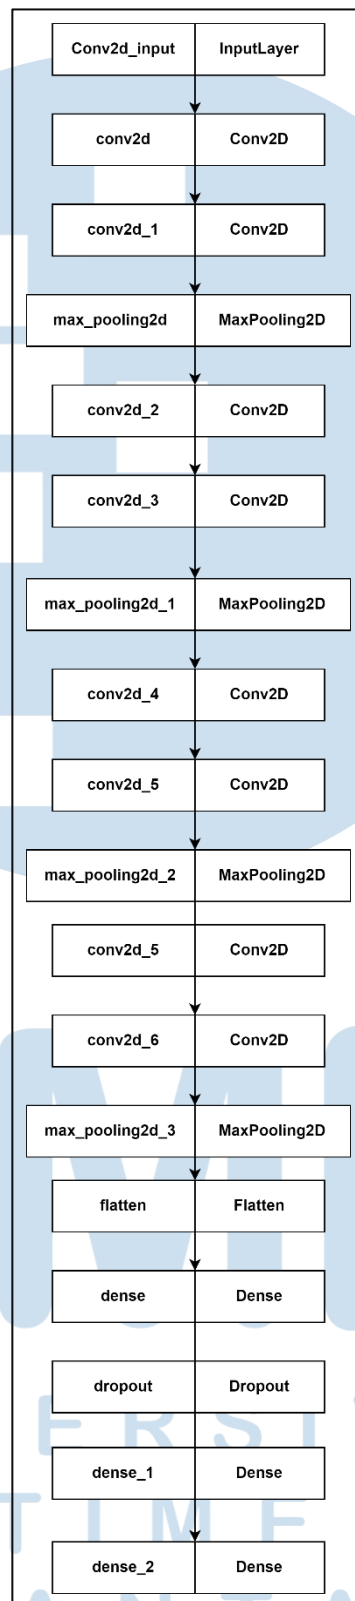 Conv2d_input InputLayer
conv2d Conv2D
conv2d_1 Conv2D
max_pooling2d MaxPooling2D
conv2d_2 Conv2D
conv2d_3 Conv2D
max_pooling2d_1 MaxPooling2D
conv2d_4 Conv2D
conv2d_5 Conv2D
max_pooling2d_2 MaxPooling2D
conv2d_5 Conv2D
conv2d_6 Conv2D
max_pooling2d_3 MaxPooling2D
flatten Flatten
dense Dense
dropout Dropout
E R S I
dense_1 Dense
T I M E
dense_2 Dense